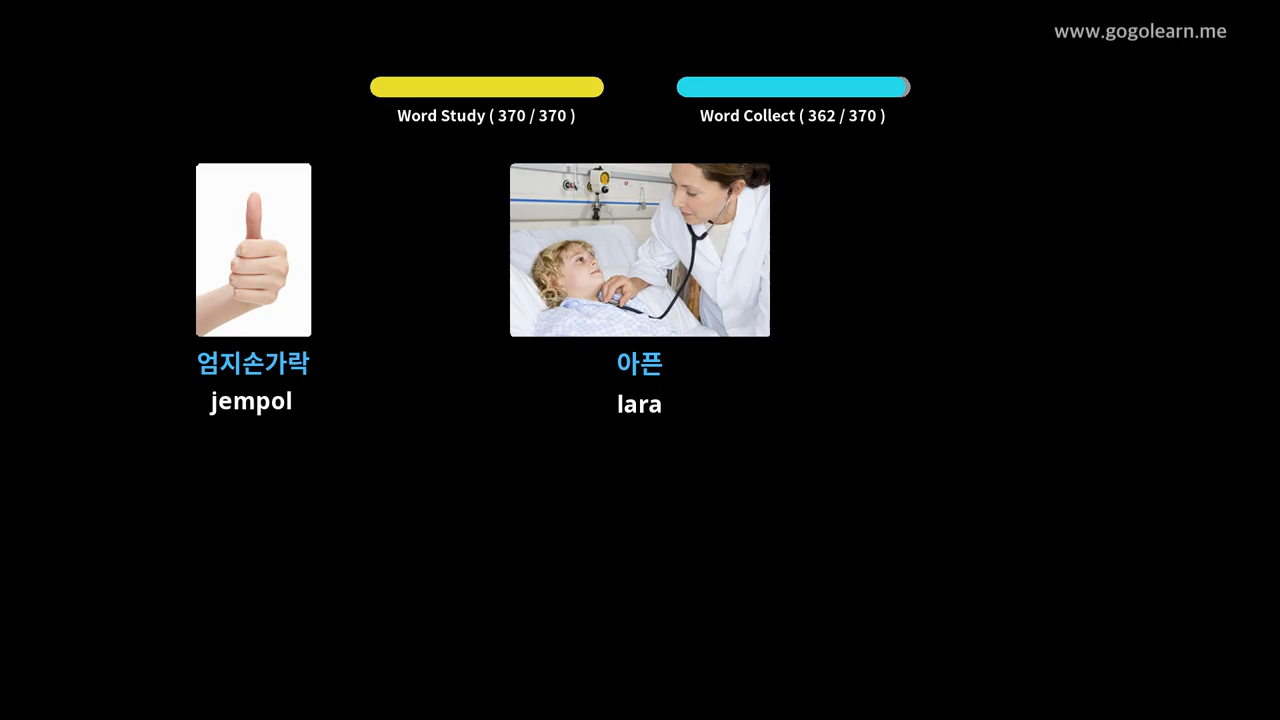 www.gogolearn.me
Word Study ( 370 / 370 )
Word Collect ( 362 / 370 )
엄지손가락
jempol
아픈
lara